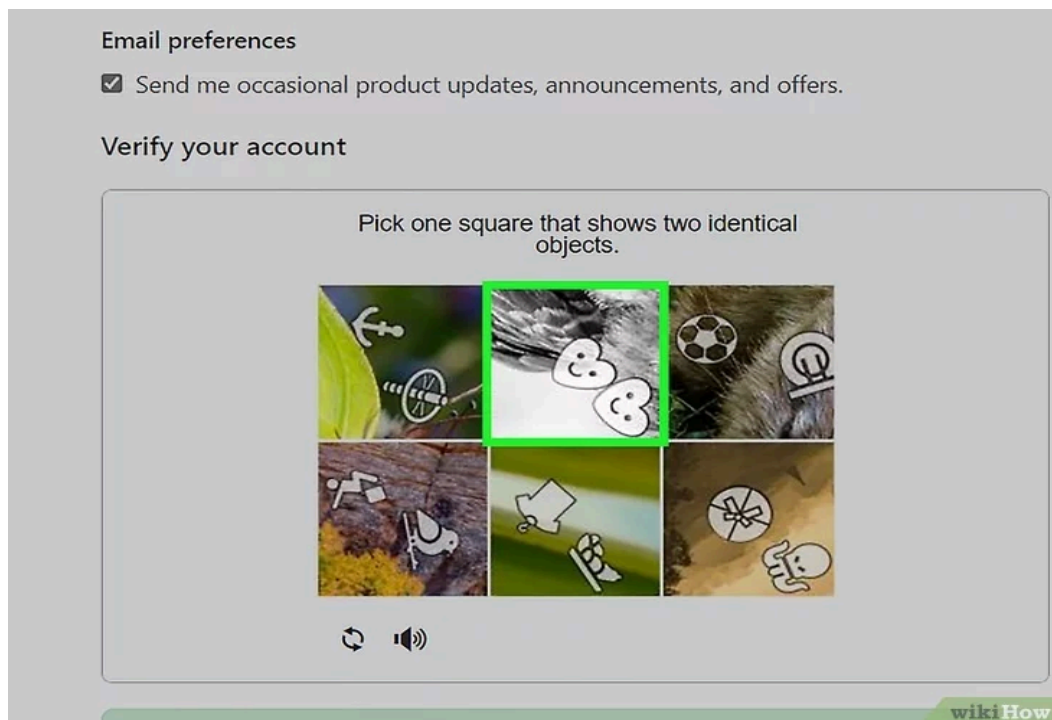 Email preferences
Send me occasional product updates, announcements, and offers.
Verify your account
Pick one square that shows two identical
objects.
wikiHow